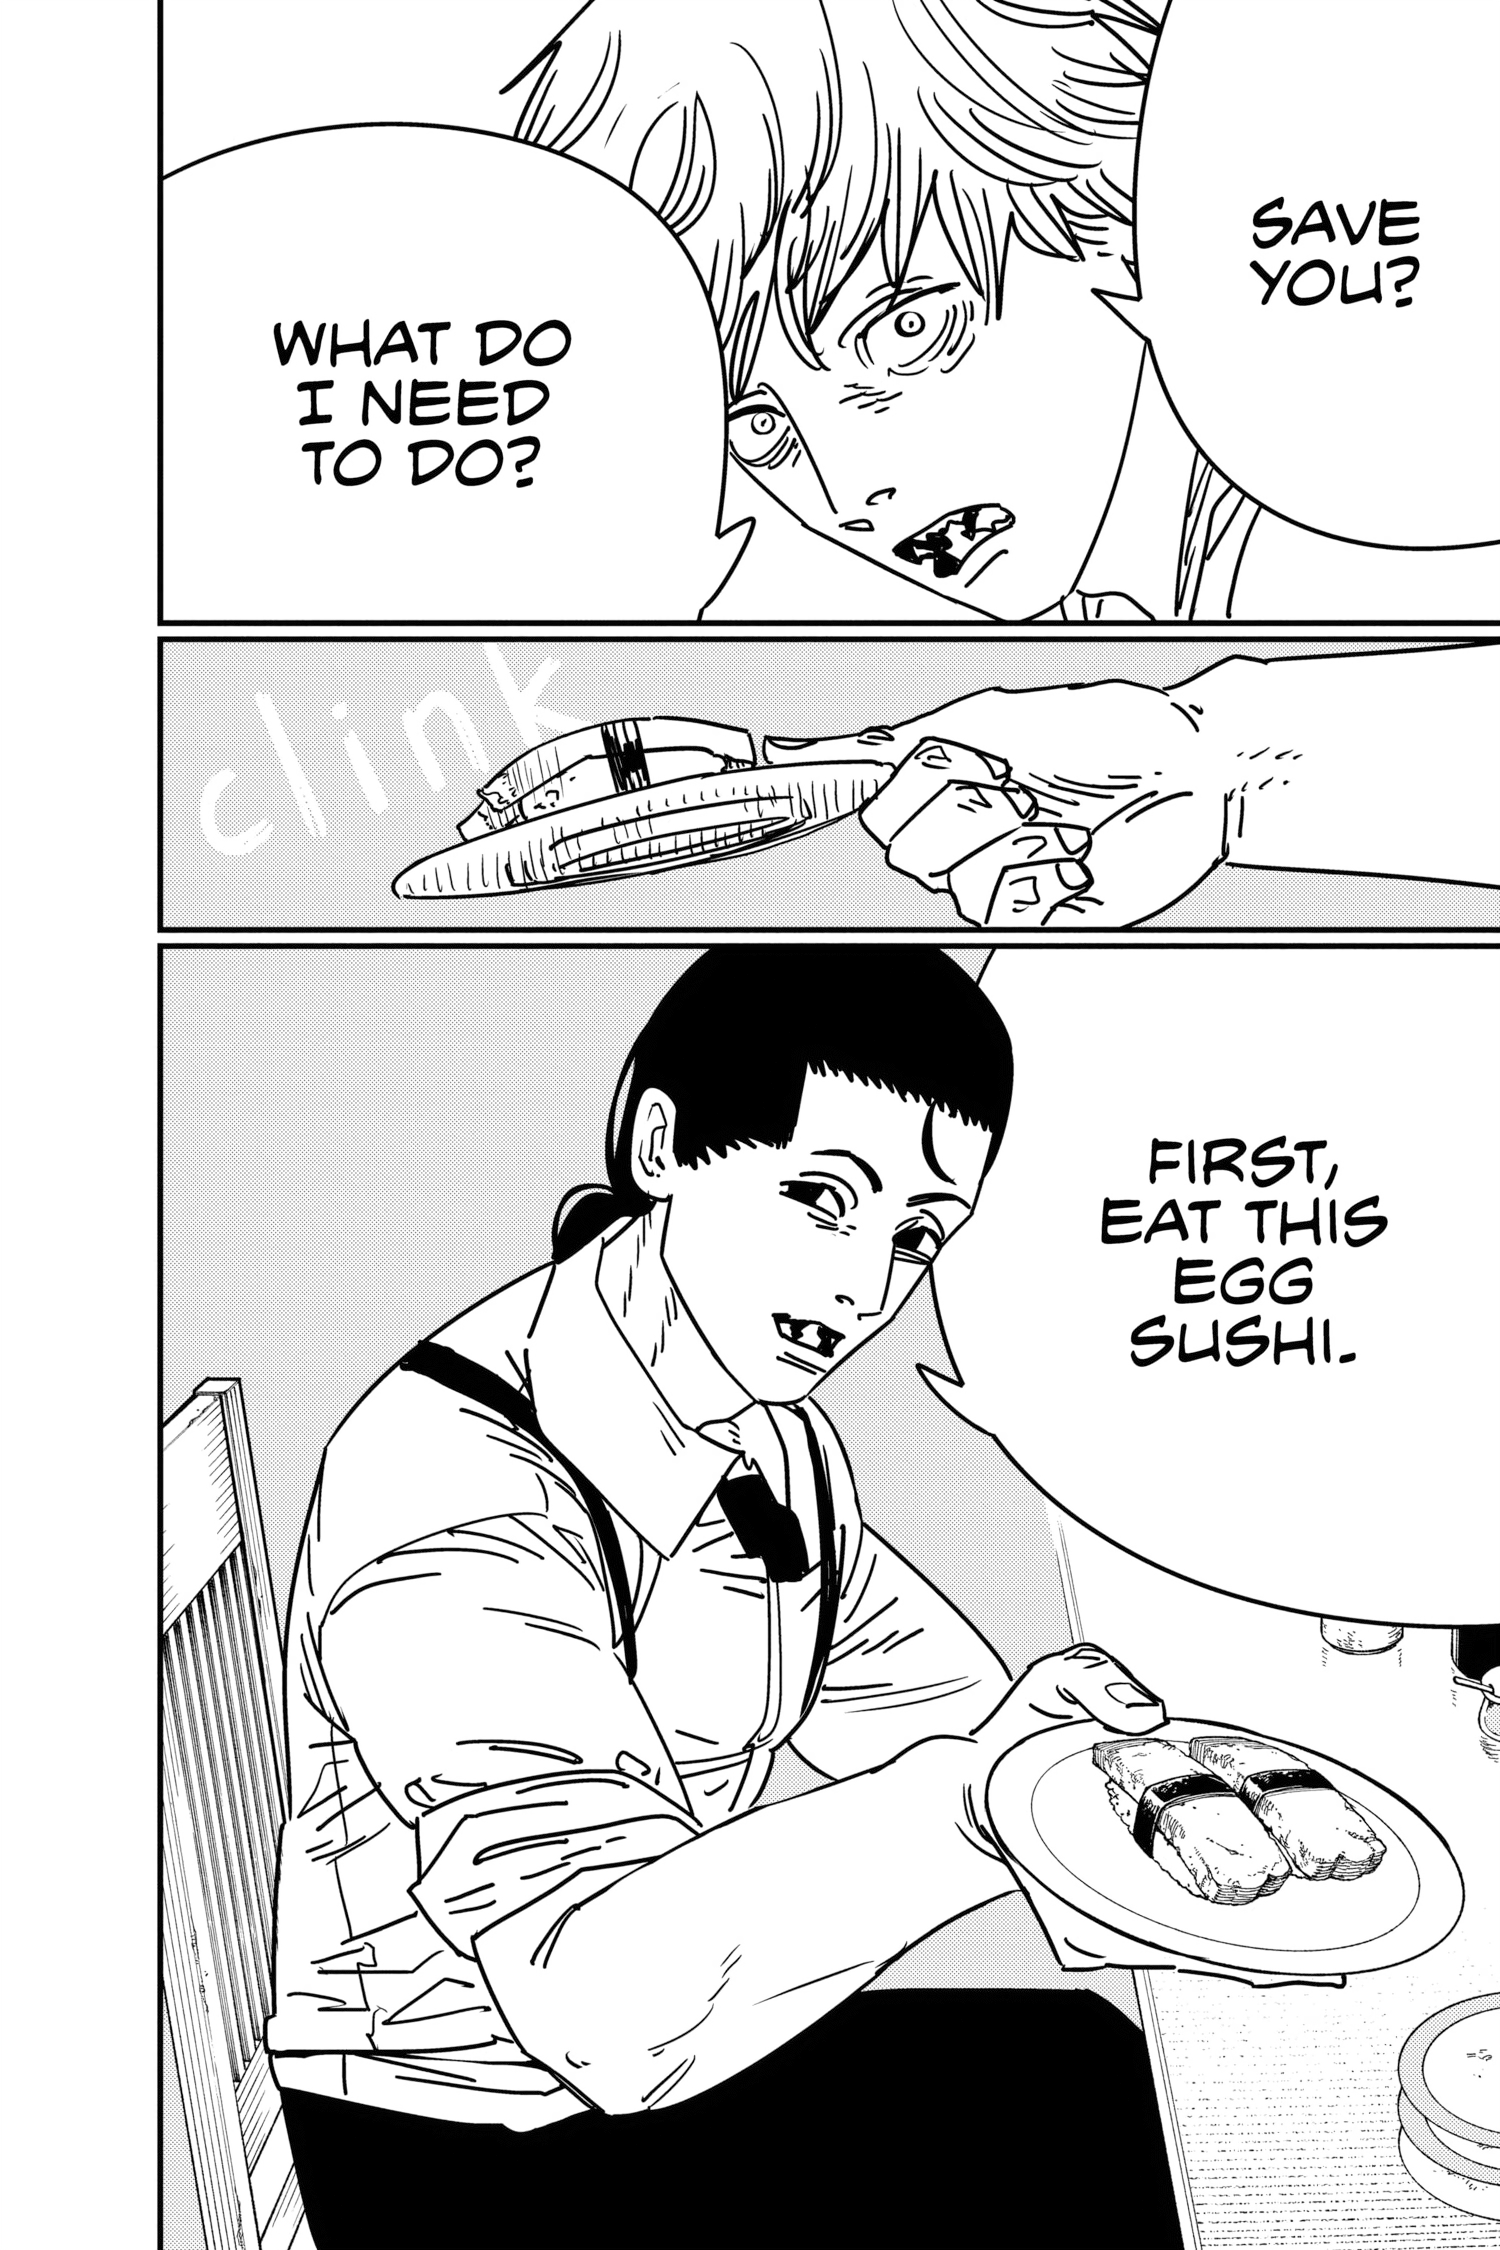 SAVE
YOU?
WHAT DO
I NEED
TO DO?
clink
FIRST,
EAT THIS
EGG
SUSHI.